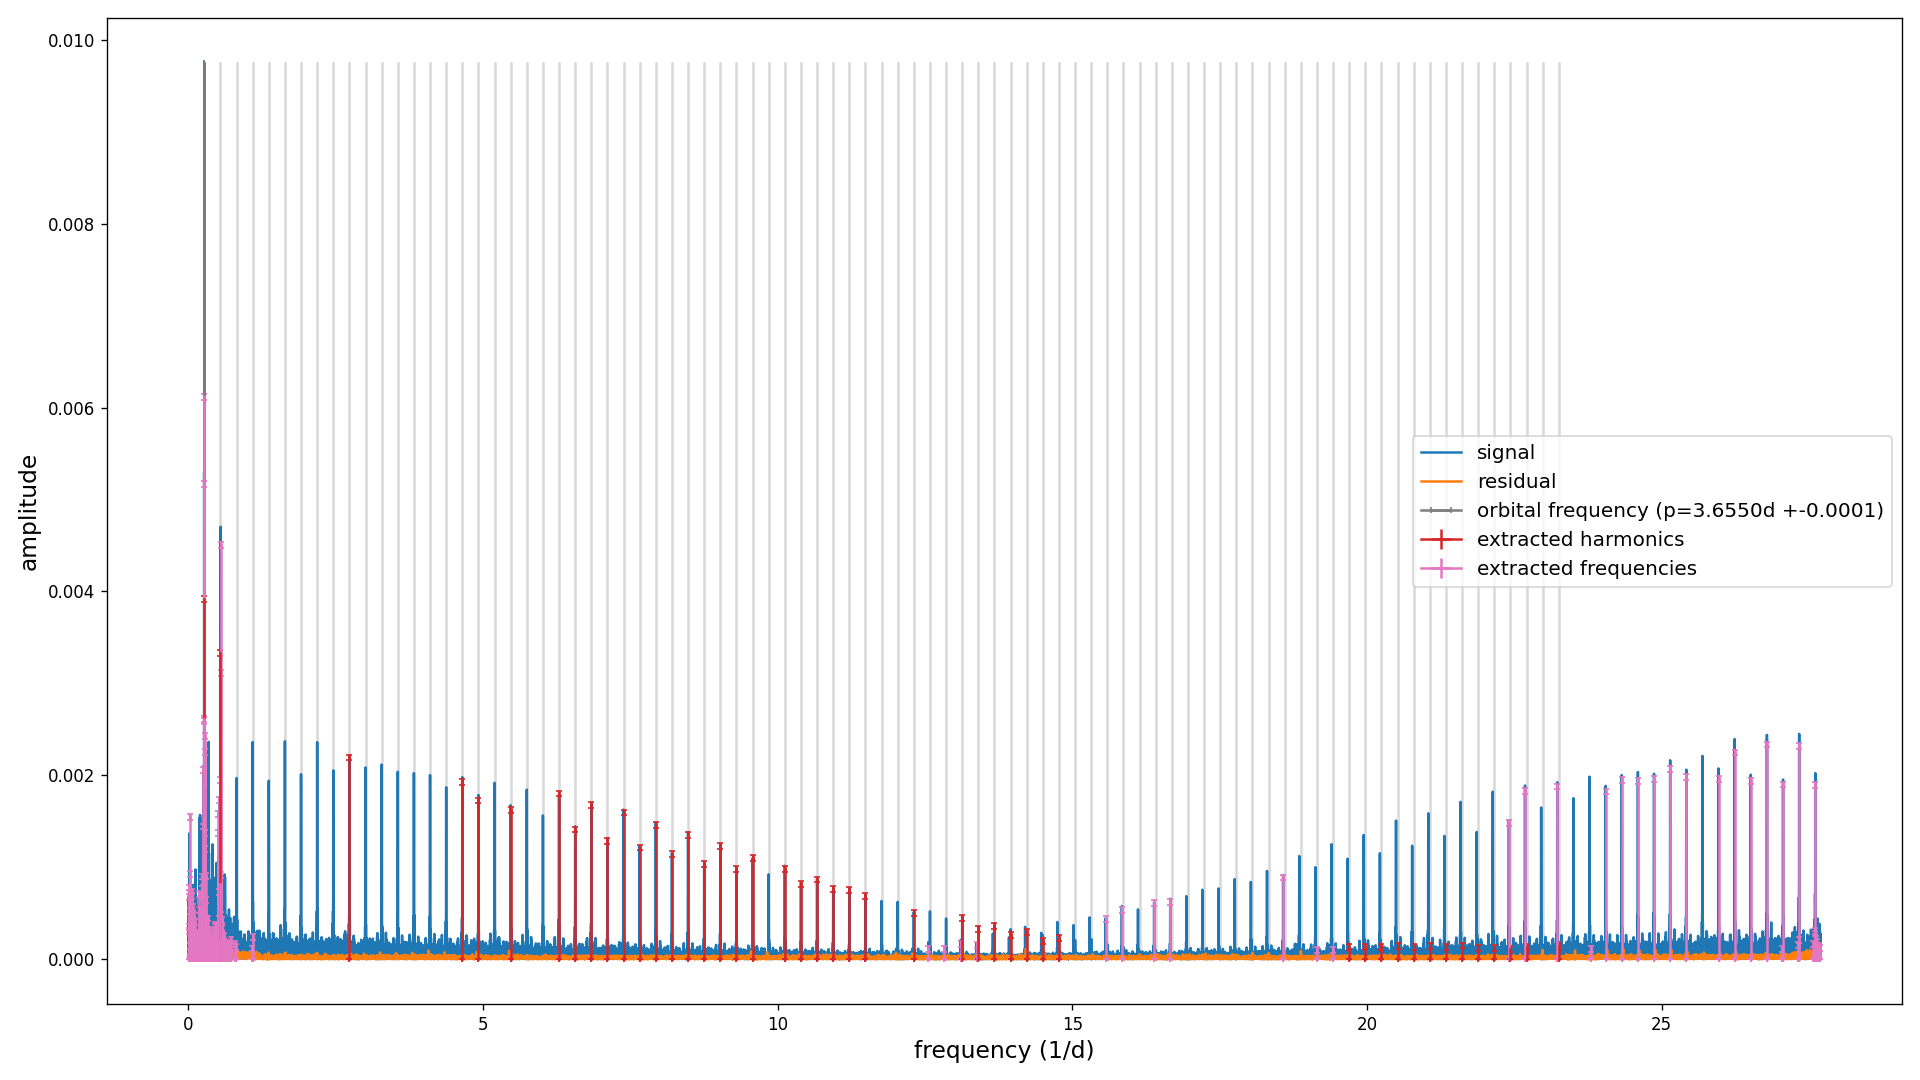 0.010
0.008
0.006
0.004
0.002
0.000
amplitude
signal
residual
orbital frequency (p=3.6550d +-0.0001)
extracted harmonics
extracted frequencies
0 5 10 15 20 25
frequency (1/d)